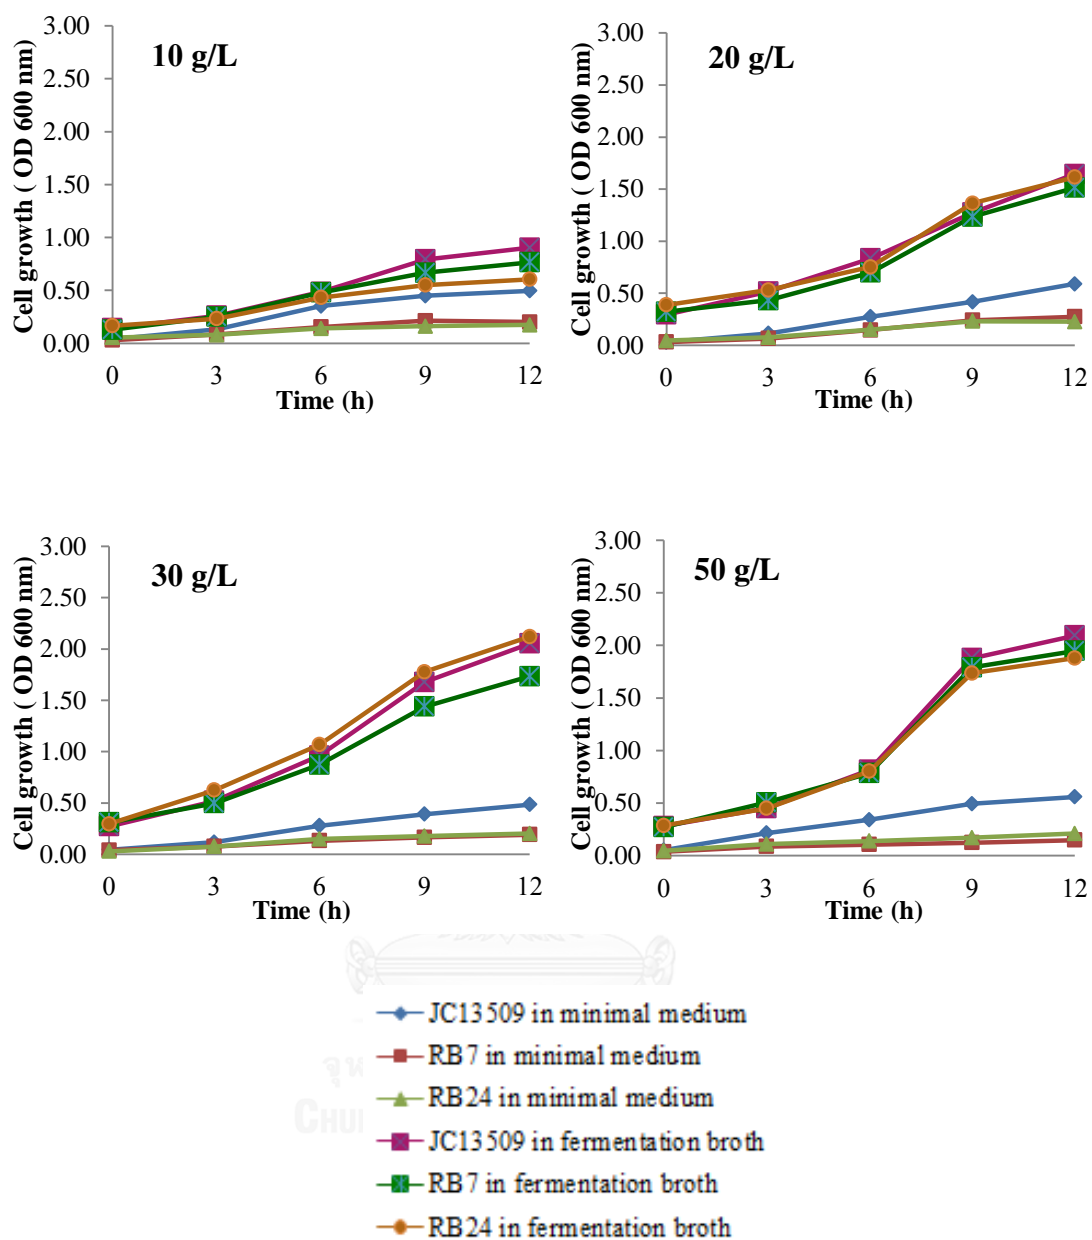 10 g/L
Cell growth ( OD 600 nm)
3.00
2.50
2.00
1.50
1.00
0.50
0.00
0 3 6 9 12
Time (h)
20 g/L
Cell growth ( OD 600 nm)
3.00
2.50
2.00
1.50
1.00
0.50
0.00
0 3 6 9 12
Time (h)
30 g/L
Cell growth ( OD 600 nm)
3.00
2.50
2.00
1.50
1.00
0.50
0.00
0 3 6 9 12
Time (h)
50 g/L
Cell growth ( OD 600 nm)
3.00
2.50
2.00
1.50
1.00
0.50
0.00
0 3 6 9 12
Time (h)
JC13509 in minimal medium
RB7 in minimal medium
RB24 in minimal medium
JC13509 in fermentation broth
RB7 in fermentation broth
RB24 in fermentation broth